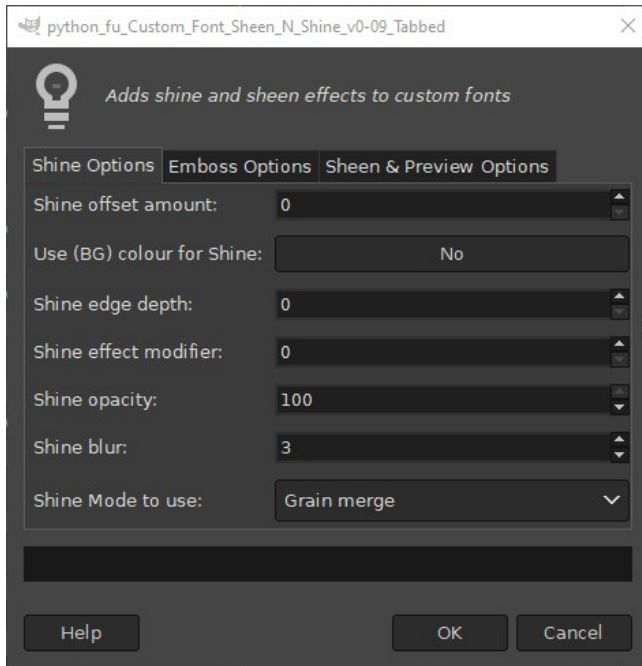 python_fu_Custom_Font_Sheen_N_Shine_v0-09_Tabbed
Adds shine and sheen effects to custom fonts
Shine Options Emboss Options Sheen & Preview Options
Shine offset amount: 0
Use (BG) colour for Shine: No
Shine edge depth: 0
Shine effect modifier: 0
Shine opacity: 100
Shine blur: 3
Shine Mode to use: Grain merge
Help OK Cancel